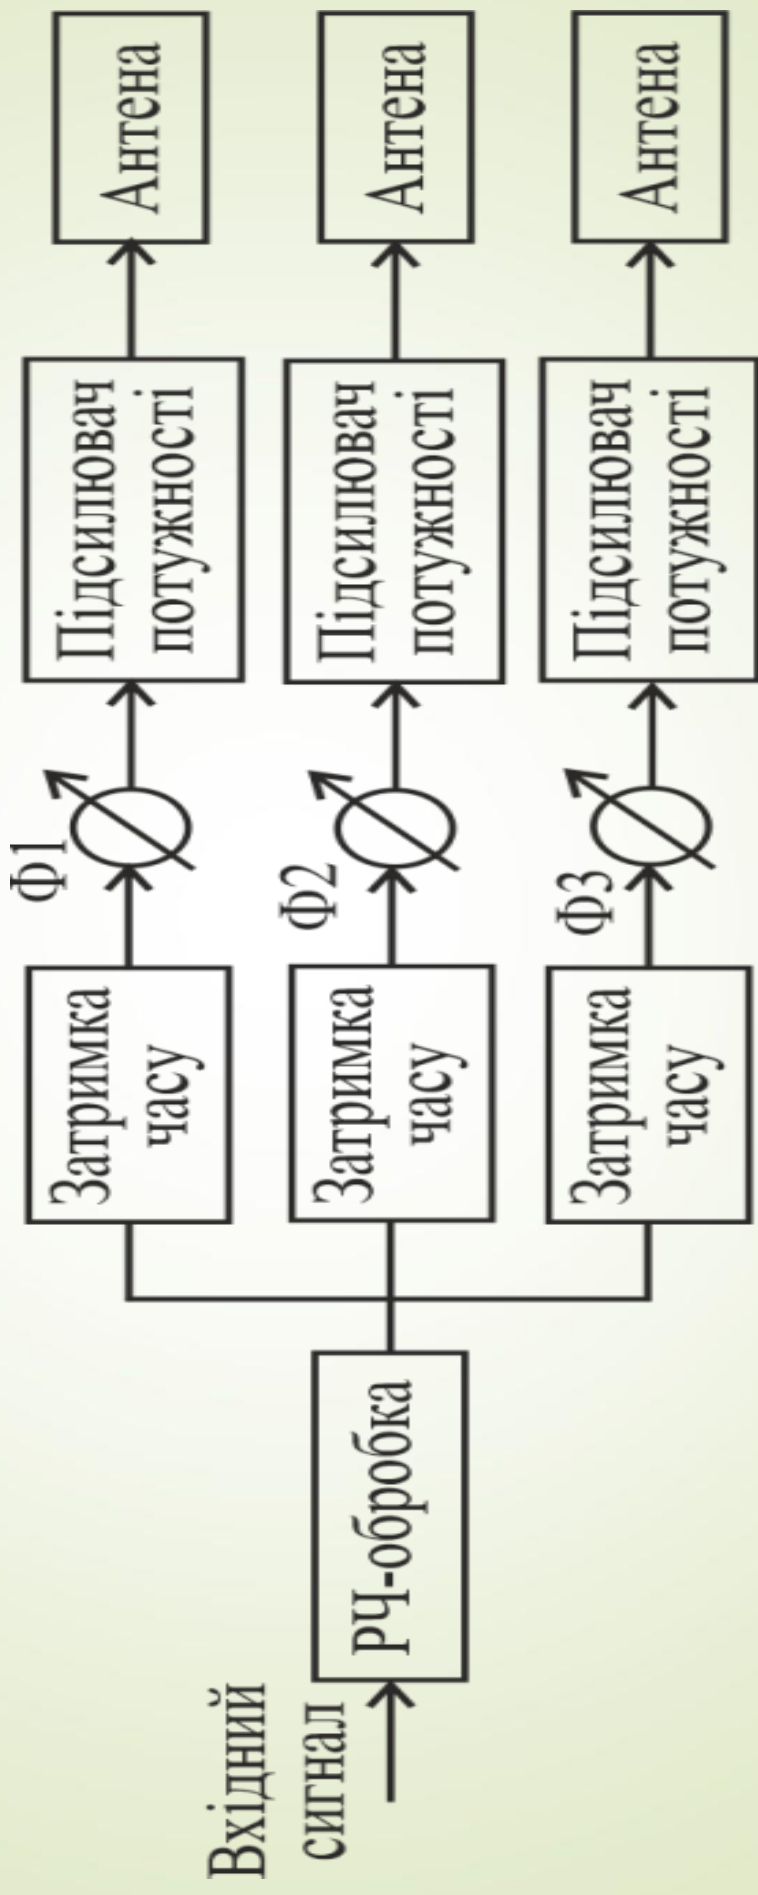 Вхідний
сигнал
РЧ-обробка
Затримка
часу
Ф1
Підсилювач
потужності
Антена
Затримка
часу
Ф2
Підсилювач
потужності
Антена
Затримка
часу
Ф3
Підсилювач
потужності
Антена